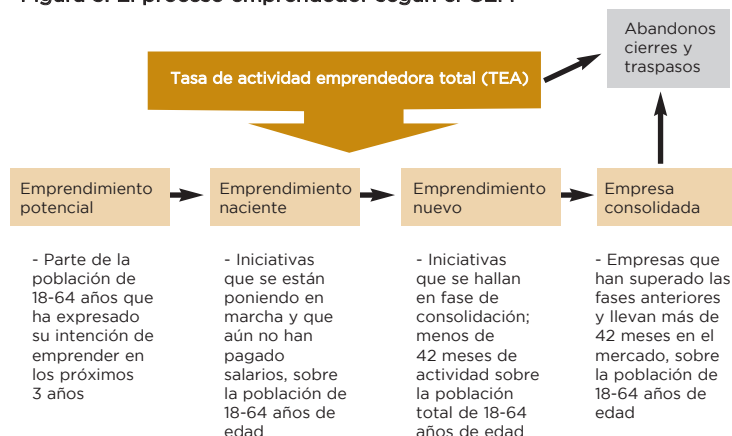 Abandonos
cierres y
traspasos
Tasa de actividad emprendedora total (TEA)
Emprendimiento
potencial
Emprendimiento
naciente
Emprendimiento
nuevo
Empresa
consolidada
- Parte de la
población de
18-64 años que
ha expresado
su intención de
emprender en
los próximos
3 años
- Iniciativas
que se están
poniendo en
marcha y que
aún no han
pagado
salarios, sobre
la población de
18-64 años de
edad
- Iniciativas
que se hallan
en fase de
consolidación;
menos de
42 meses de
actividad sobre
la población
total de 18-64
años de edad
- Empresas que
han superado las
fases anteriores
y llevan más de
42 meses en el
mercado, sobre
la población de
18-64 años de
edad